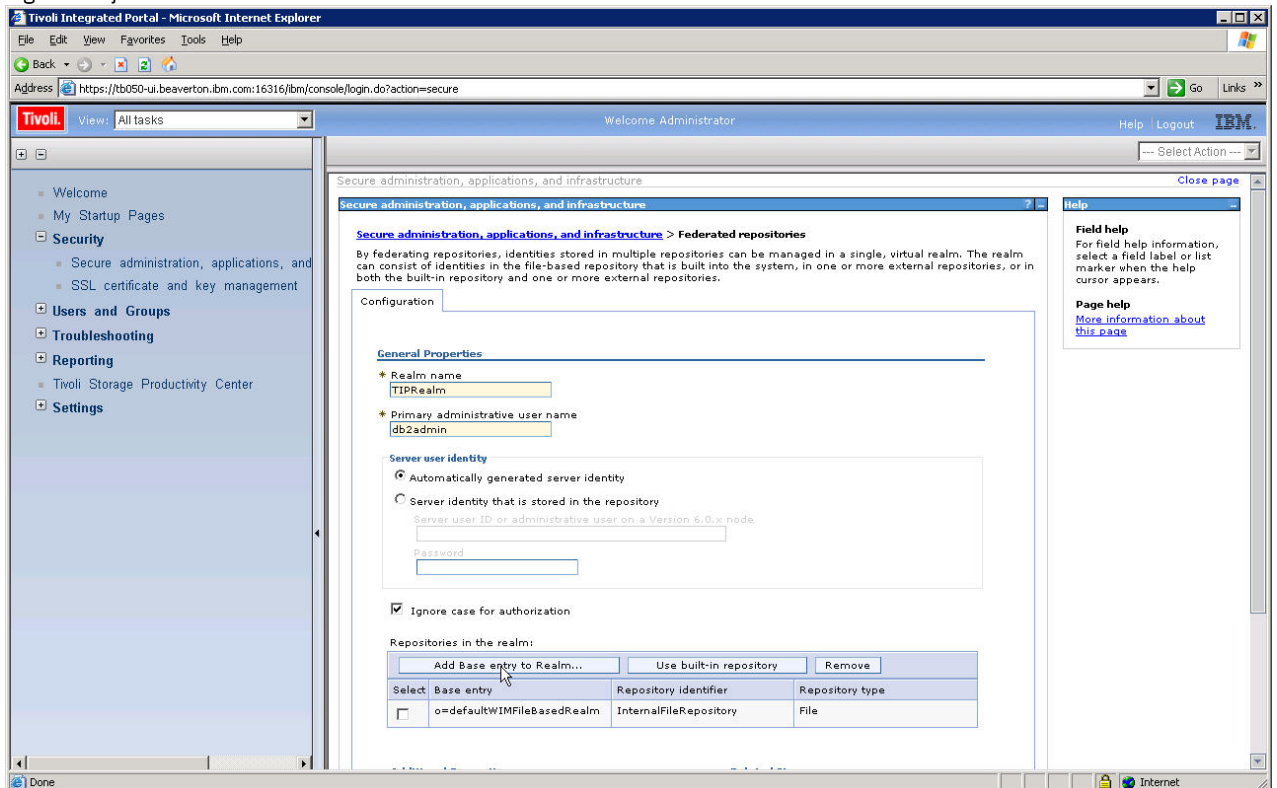 Tivoli Integrated Portal - Microsoft Internet Explorer
File Edit View Favorites Tools Help
Back
Address https://tb050-ui.beaverton.ibm.com:16316/ibm/console/login.do?action=secure Go Links »
Tivoli. View: All tasks Welcome Administrator Help Logout IBM.
--- Select Action ---
Secure administration, applications, and infrastructure Close page
Welcome
My Startup Pages
Security
Secure administration, applications, and
SSL certificate and key management
Users and Groups
Troubleshooting
Reporting
Tivoli Storage Productivity Center
Settings
Secure administration, applications, and infrastructure ? -
Secure administration, applications, and infrastructure > Federated repositories
By federating repositories, identities stored in multiple repositories can be managed in a single, virtual realm. The realm
can consist of identities in the file-based repository that is built into the system, in one or more external repositories, or in
both the built-in repository and one or more external repositories.
Configuration
General Properties
* Realm name
TIPRealm
* Primary administrative user name
db2admin
Server user identity
Automatically generated server identity
Server identity that is stored in the repository
Server user ID or administrative user on a Version 6.0.x node
Password
Ignore case for authorization
Repositories in the realm:
Add Base entry to Realm... Use built-in repository Remove
Select Base entry Repository identifier Repository type
o=defaultWIMFileBasedRealm InternalFileRepository File
Help -
Field help
For field help information,
select a field label or list
marker when the help
cursor appears.
Page help
More information about
this page
Done Internet